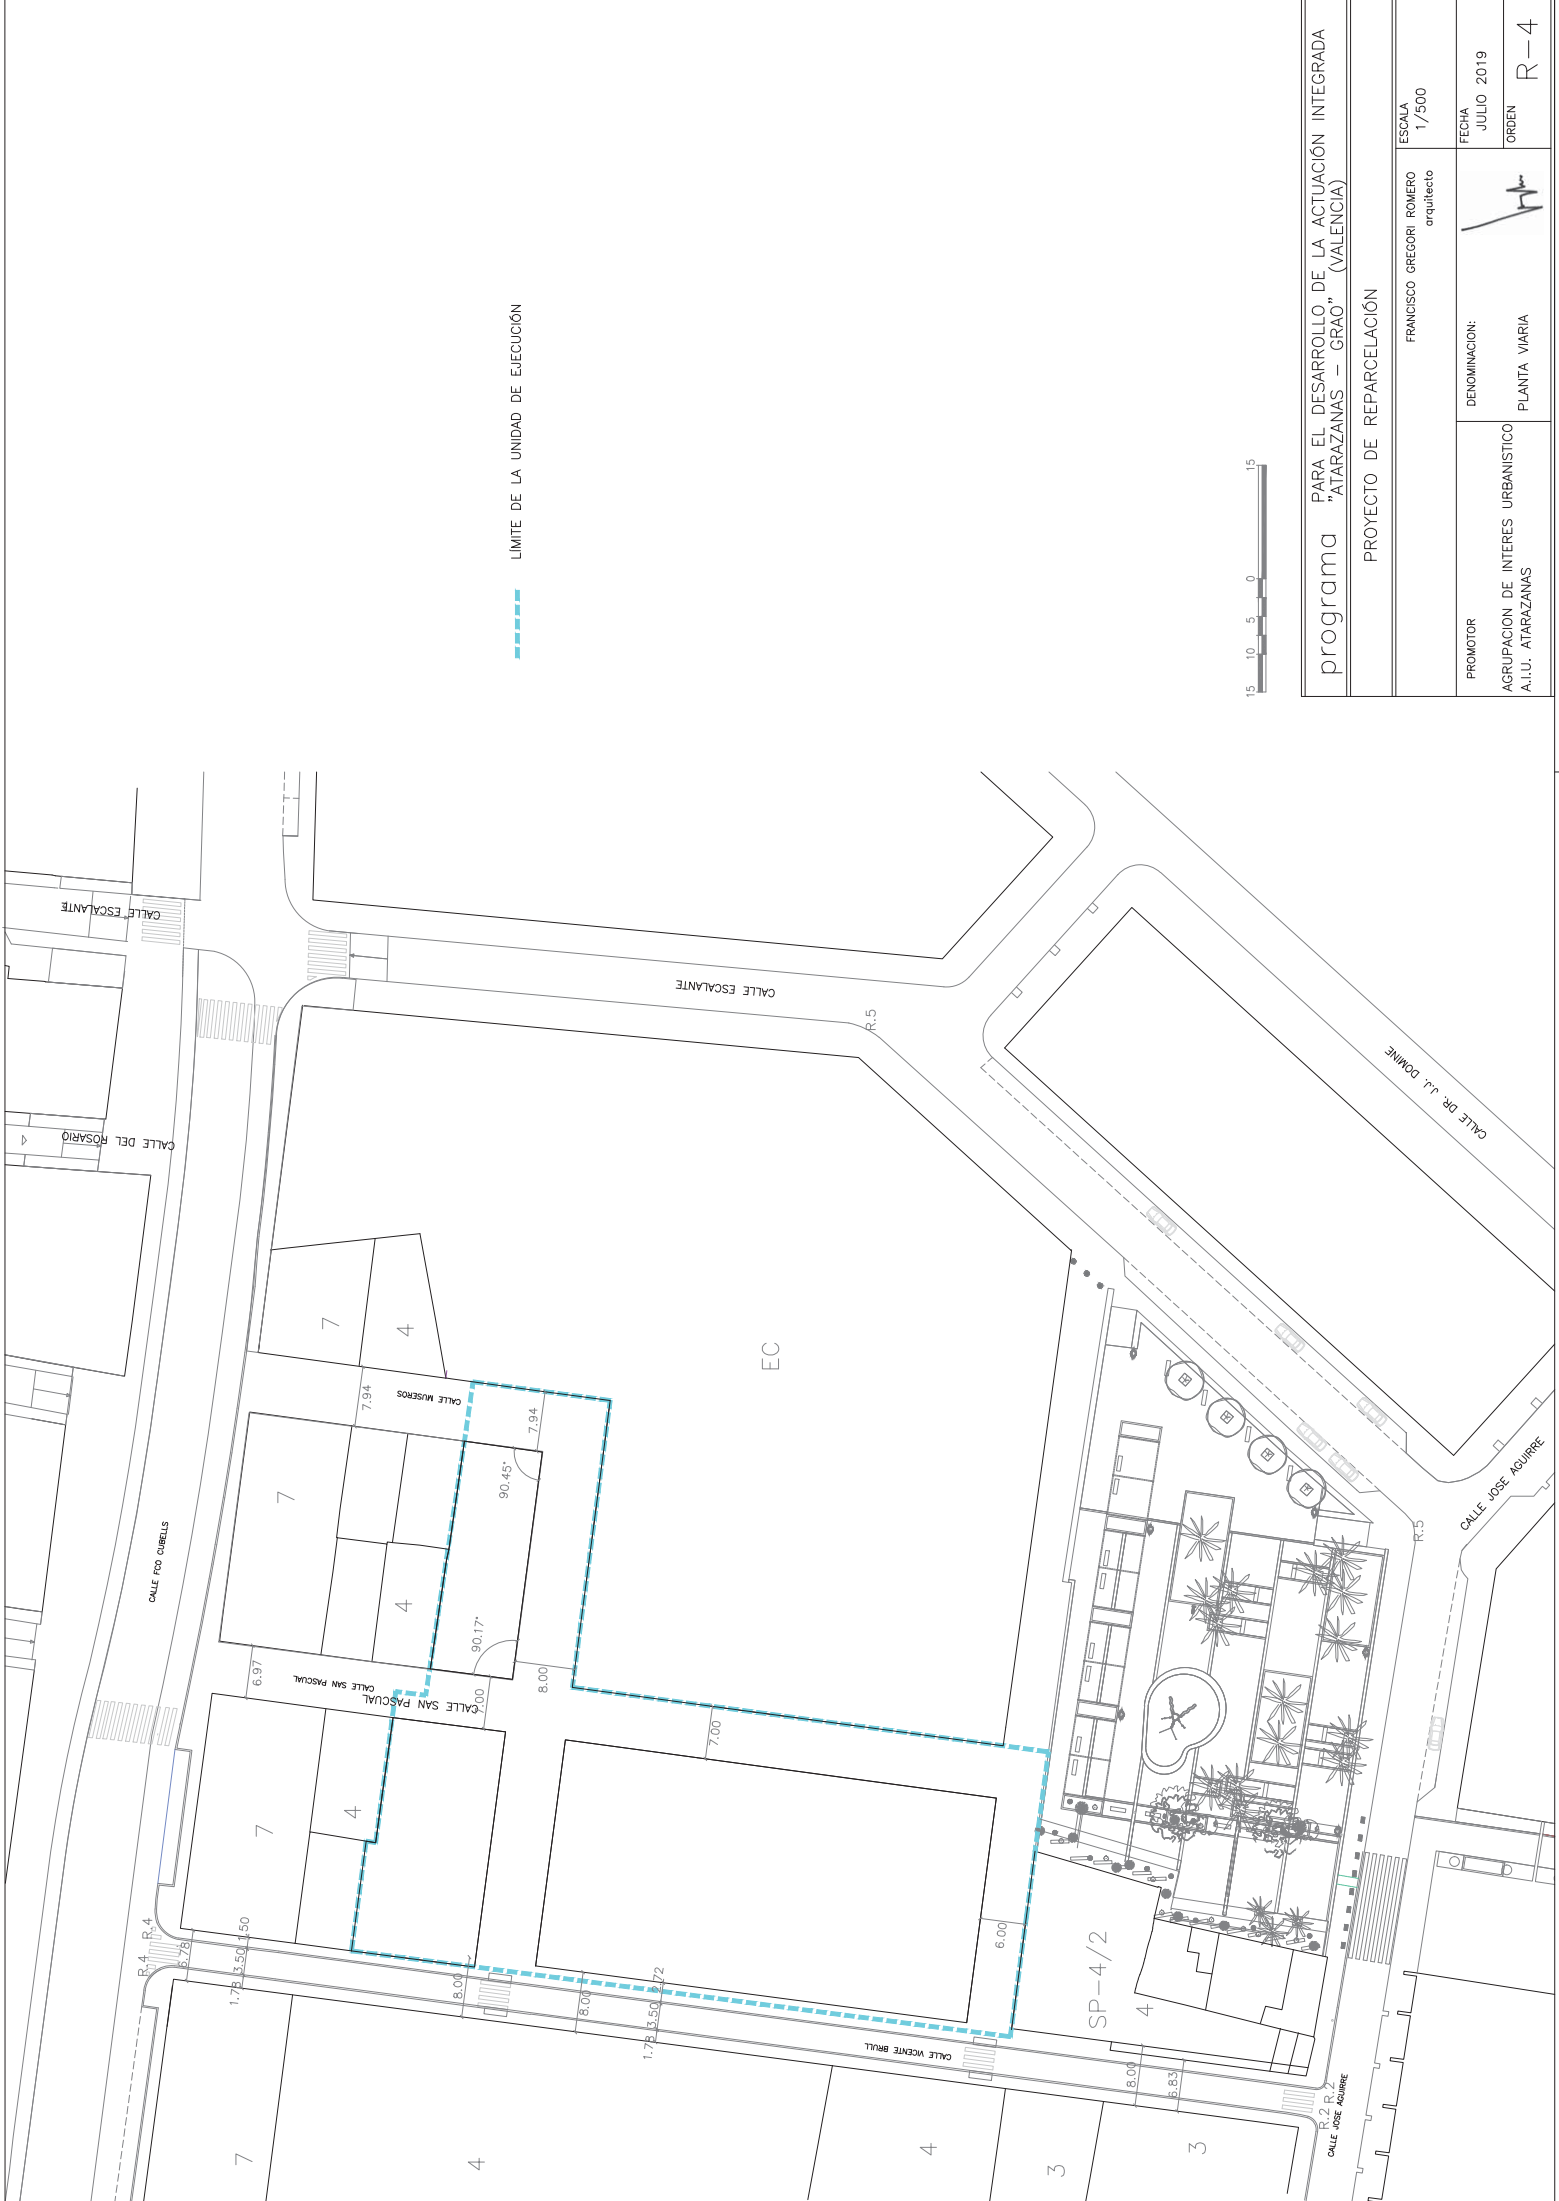 programa
PARA EL DESARROLLO DE LA ACTUACIÓN INTEGRADA
"ATARAZANAS – GRAO" (VALENCIA)
PROYECTO DE REPARCELACIÓN
FRANCISCO GREGORI ROMERO
arquitecto
ESCALA
1/500
PROMOTOR
AGRUPACION DE INTERES URBANISTICO
A.I.U. ATARAZANAS
DENOMINACION:
PLANTA VIARIA
FECHA
JULIO 2019
ORDEN
R–4
LÍMITE DE LA UNIDAD DE EJECUCIÓN
15 10 5 0 15
CALLE ESCALANTE
CALLE DEL ROSARIO
CALLE ESCALANTE
R.5
CALLE DR. J.J. DOMINE
CALLE FCO CUBELLS
7
4
7.94
CALLE MUSEROS
7.94
EC
7
4
90.45°
90.17°
6.97
CALLE SAN PASCUAL
CALLE SAN PASCUAL
7.00
8.00
7.00
7
4
R.4
R.4
6.78
1.78 3.50 1.50
8.00
8.00
1.78 3.50 2.72
6.00
CALLE VICENTE BRULL
SP–4/2
4
8.00
6.83
R.2
R.2
CALLE JOSE AGUIRRE
CALLE JOSE AGUIRRE
R.5
7
4
4
3
3